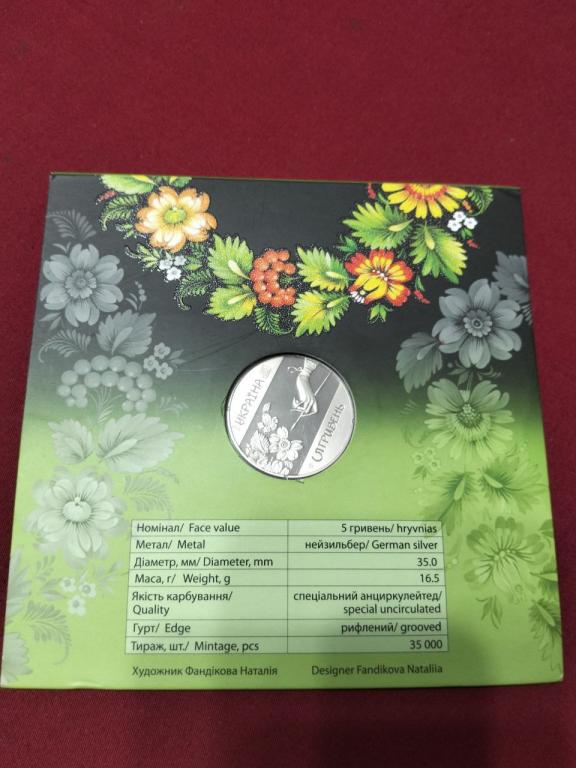 УКРАЇНА
5 ГРИВЕНЬ
Номінал/ Face value 5 гривень/ hryvnias
Метал/ Metal нейзильбер/ German silver
Діаметр, мм/ Diameter, mm 35.0
Маса, г/ Weight, g 16.5
Якість карбування/ Quality спеціальний анциркулейтед/ special uncirculated
Гурт/ Edge рифлений/ grooved
Тираж, шт./ Mintage, pcs 35 000
Художник Фандікова Наталія Designer Fandikova Nataliia